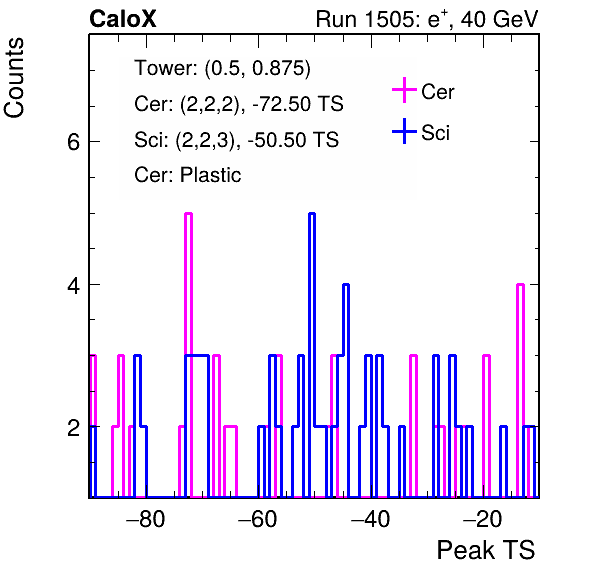 CaloX Run 1505: e⁺, 40 GeV
Counts
Tower: (0.5, 0.875)
Cer: (2,2,2), -72.50 TS
Sci: (2,2,3), -50.50 TS
Cer: Plastic
Cer
Sci
6
4
2
−80 −60 −40 −20
Peak TS